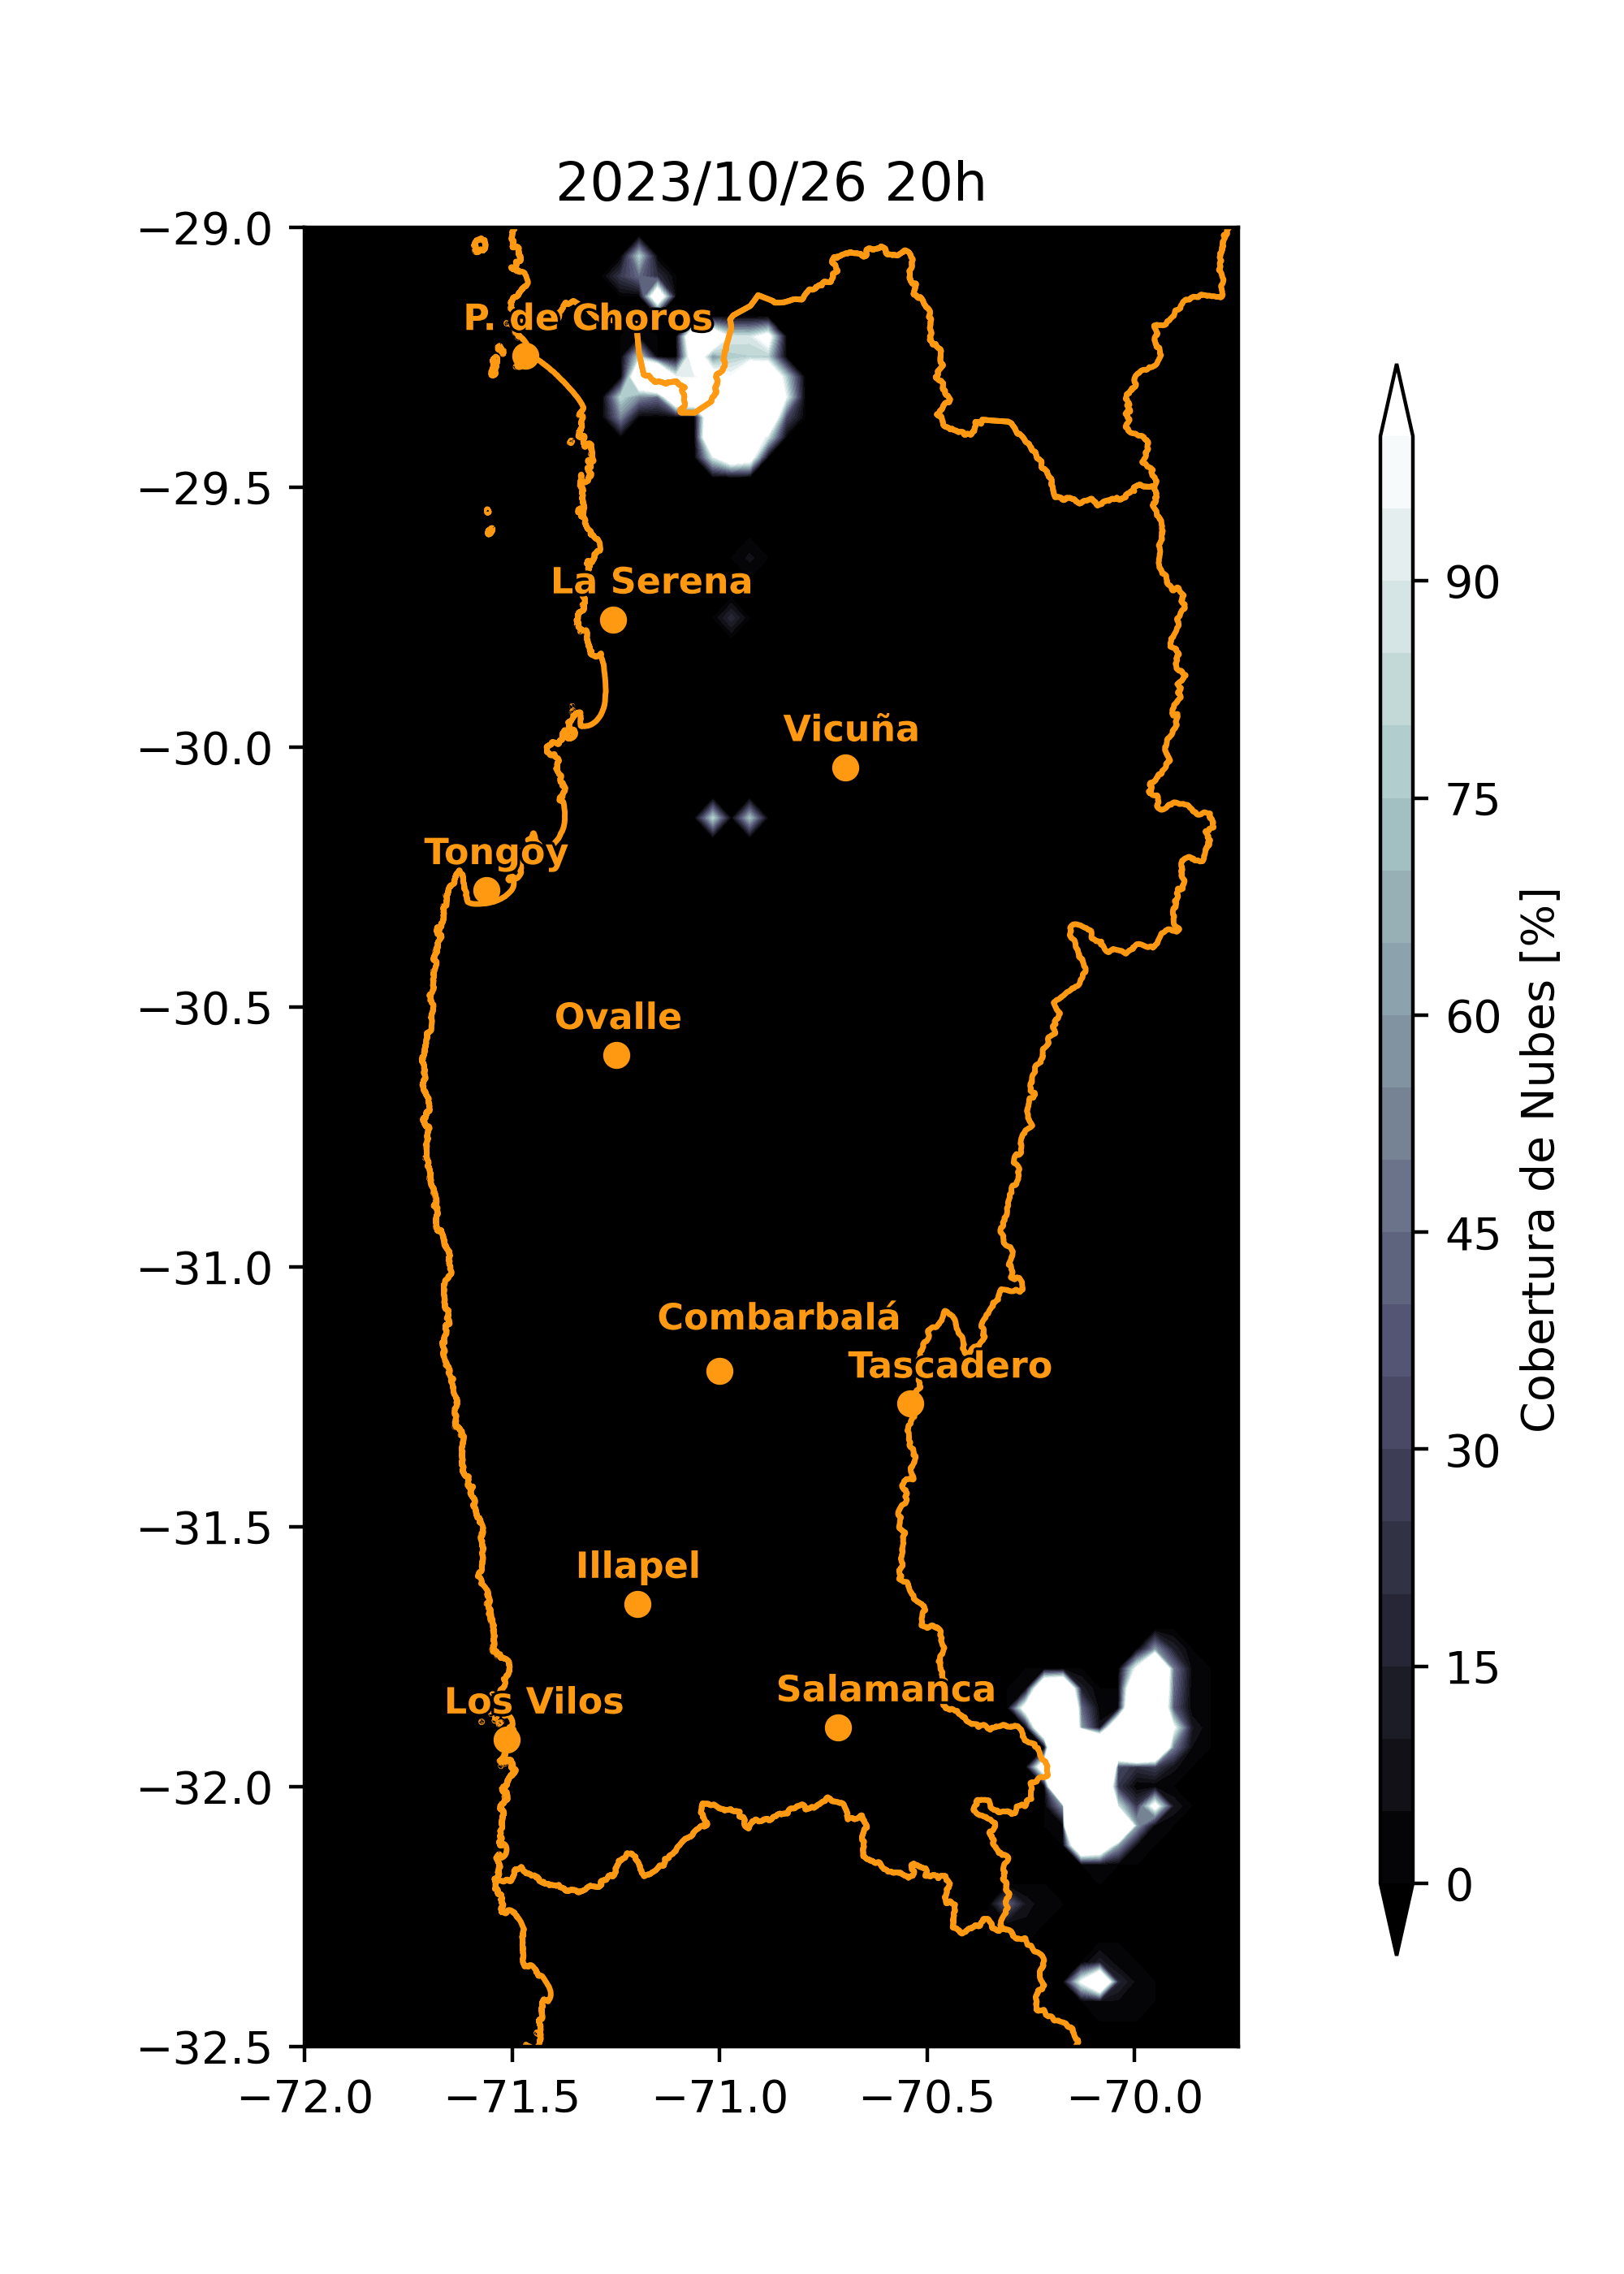 2023/10/26 20h
−29.0
P. de Choros
−29.5
La Serena
90
−30.0
Vicuña
75
Tongoy
−30.5
Ovalle
60
Cobertura de Nubes [%]
45
−31.0
Combarbalá
Tascadero
30
−31.5
Illapel
15
Los Vilos
Salamanca
−32.0
0
−32.5
−72.0 −71.5 −71.0 −70.5 −70.0